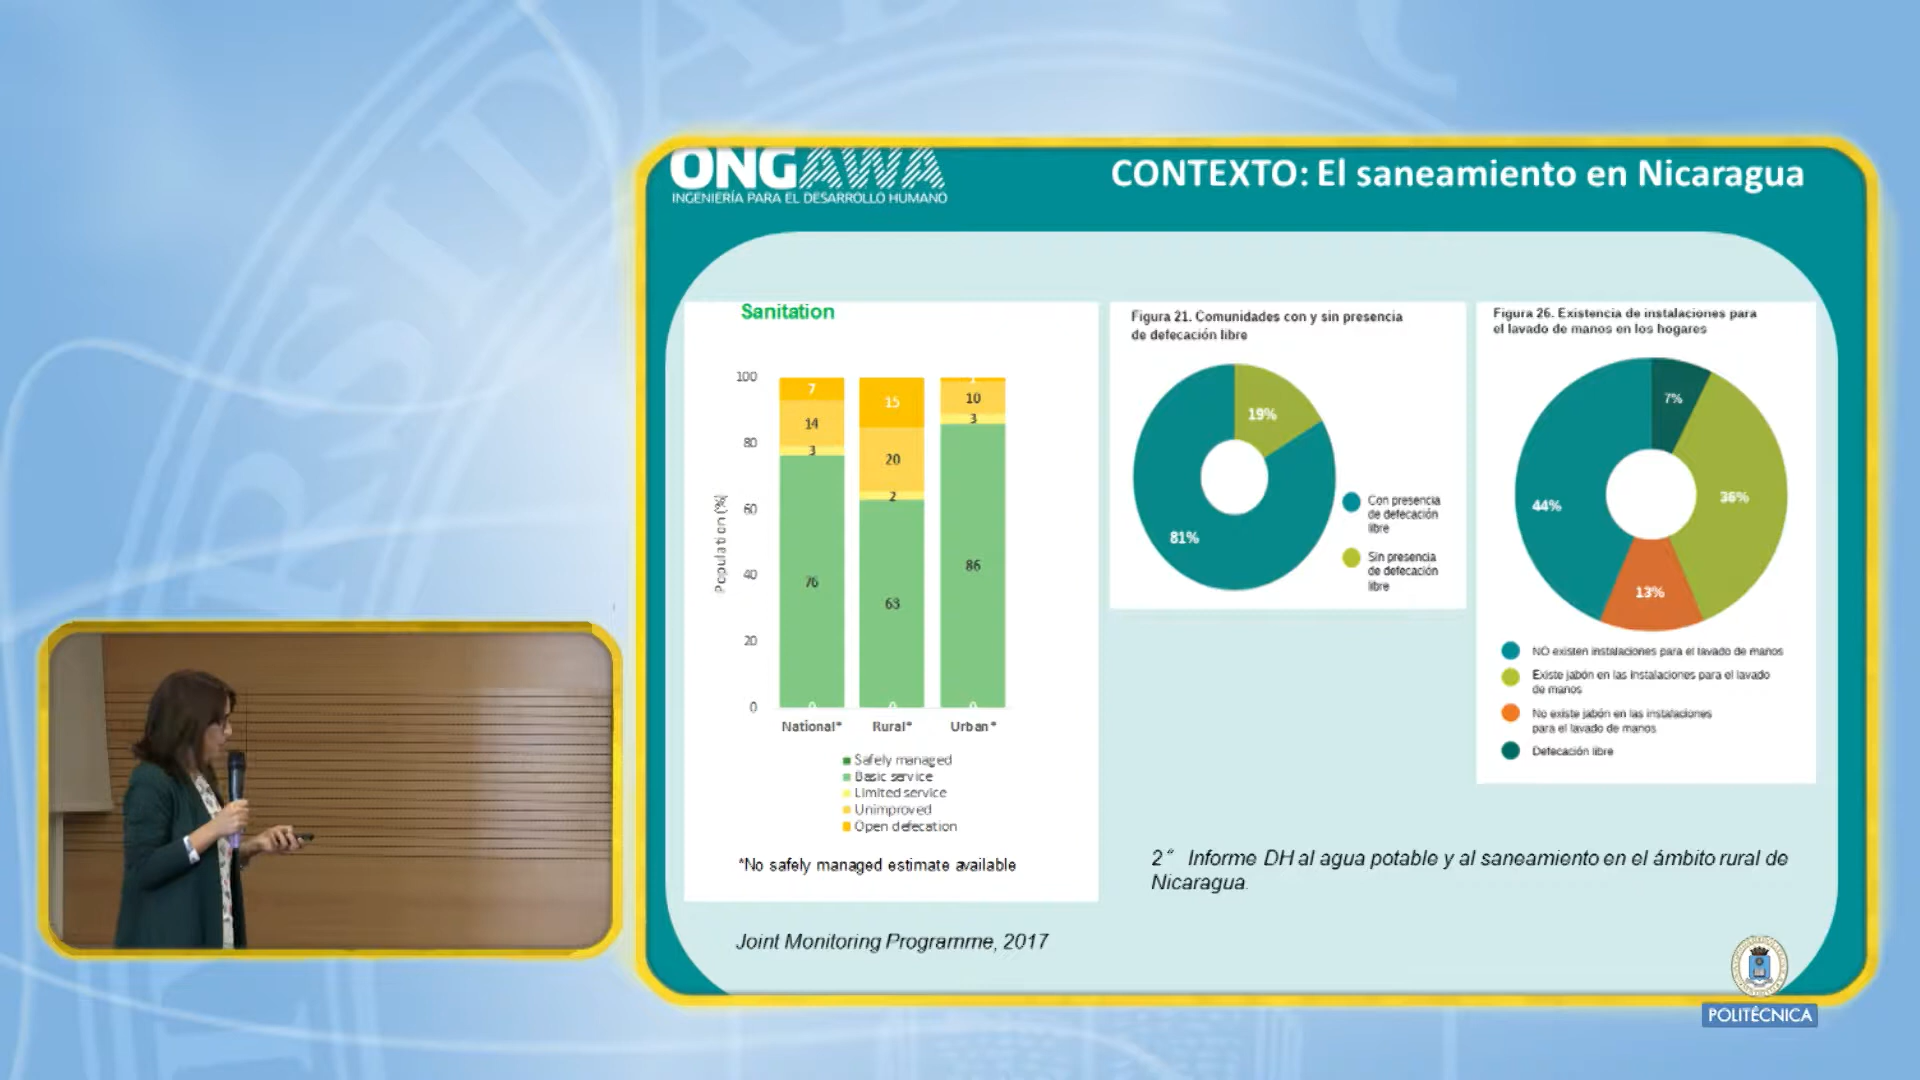 ONGAWA
INGENIERÍA PARA EL DESARROLLO HUMANO
CONTEXTO: El saneamiento en Nicaragua
Sanitation
Population (%)
100
80
60
40
20
0
7
14
3
76
0
15
20
2
63
0
1
10
3
86
0
National*
Rural*
Urban*
Safely managed
Basic service
Limited service
Unimproved
Open defecation
*No safely managed estimate available
Joint Monitoring Programme, 2017
Figura 21. Comunidades con y sin presencia
de defecación libre
19%
81%
Con presencia
de defecación
libre
Sin presencia
de defecación
libre
Figura 26. Existencia de instalaciones para
el lavado de manos en los hogares
7%
44%
36%
13%
NO existen instalaciones para el lavado de manos
Existe jabón en las instalaciones para el lavado
de manos
No existe jabón en las instalaciones
para el lavado de manos
Defecación libre
2° Informe DH al agua potable y al saneamiento en el ámbito rural de
Nicaragua.
POLITÉCNICA